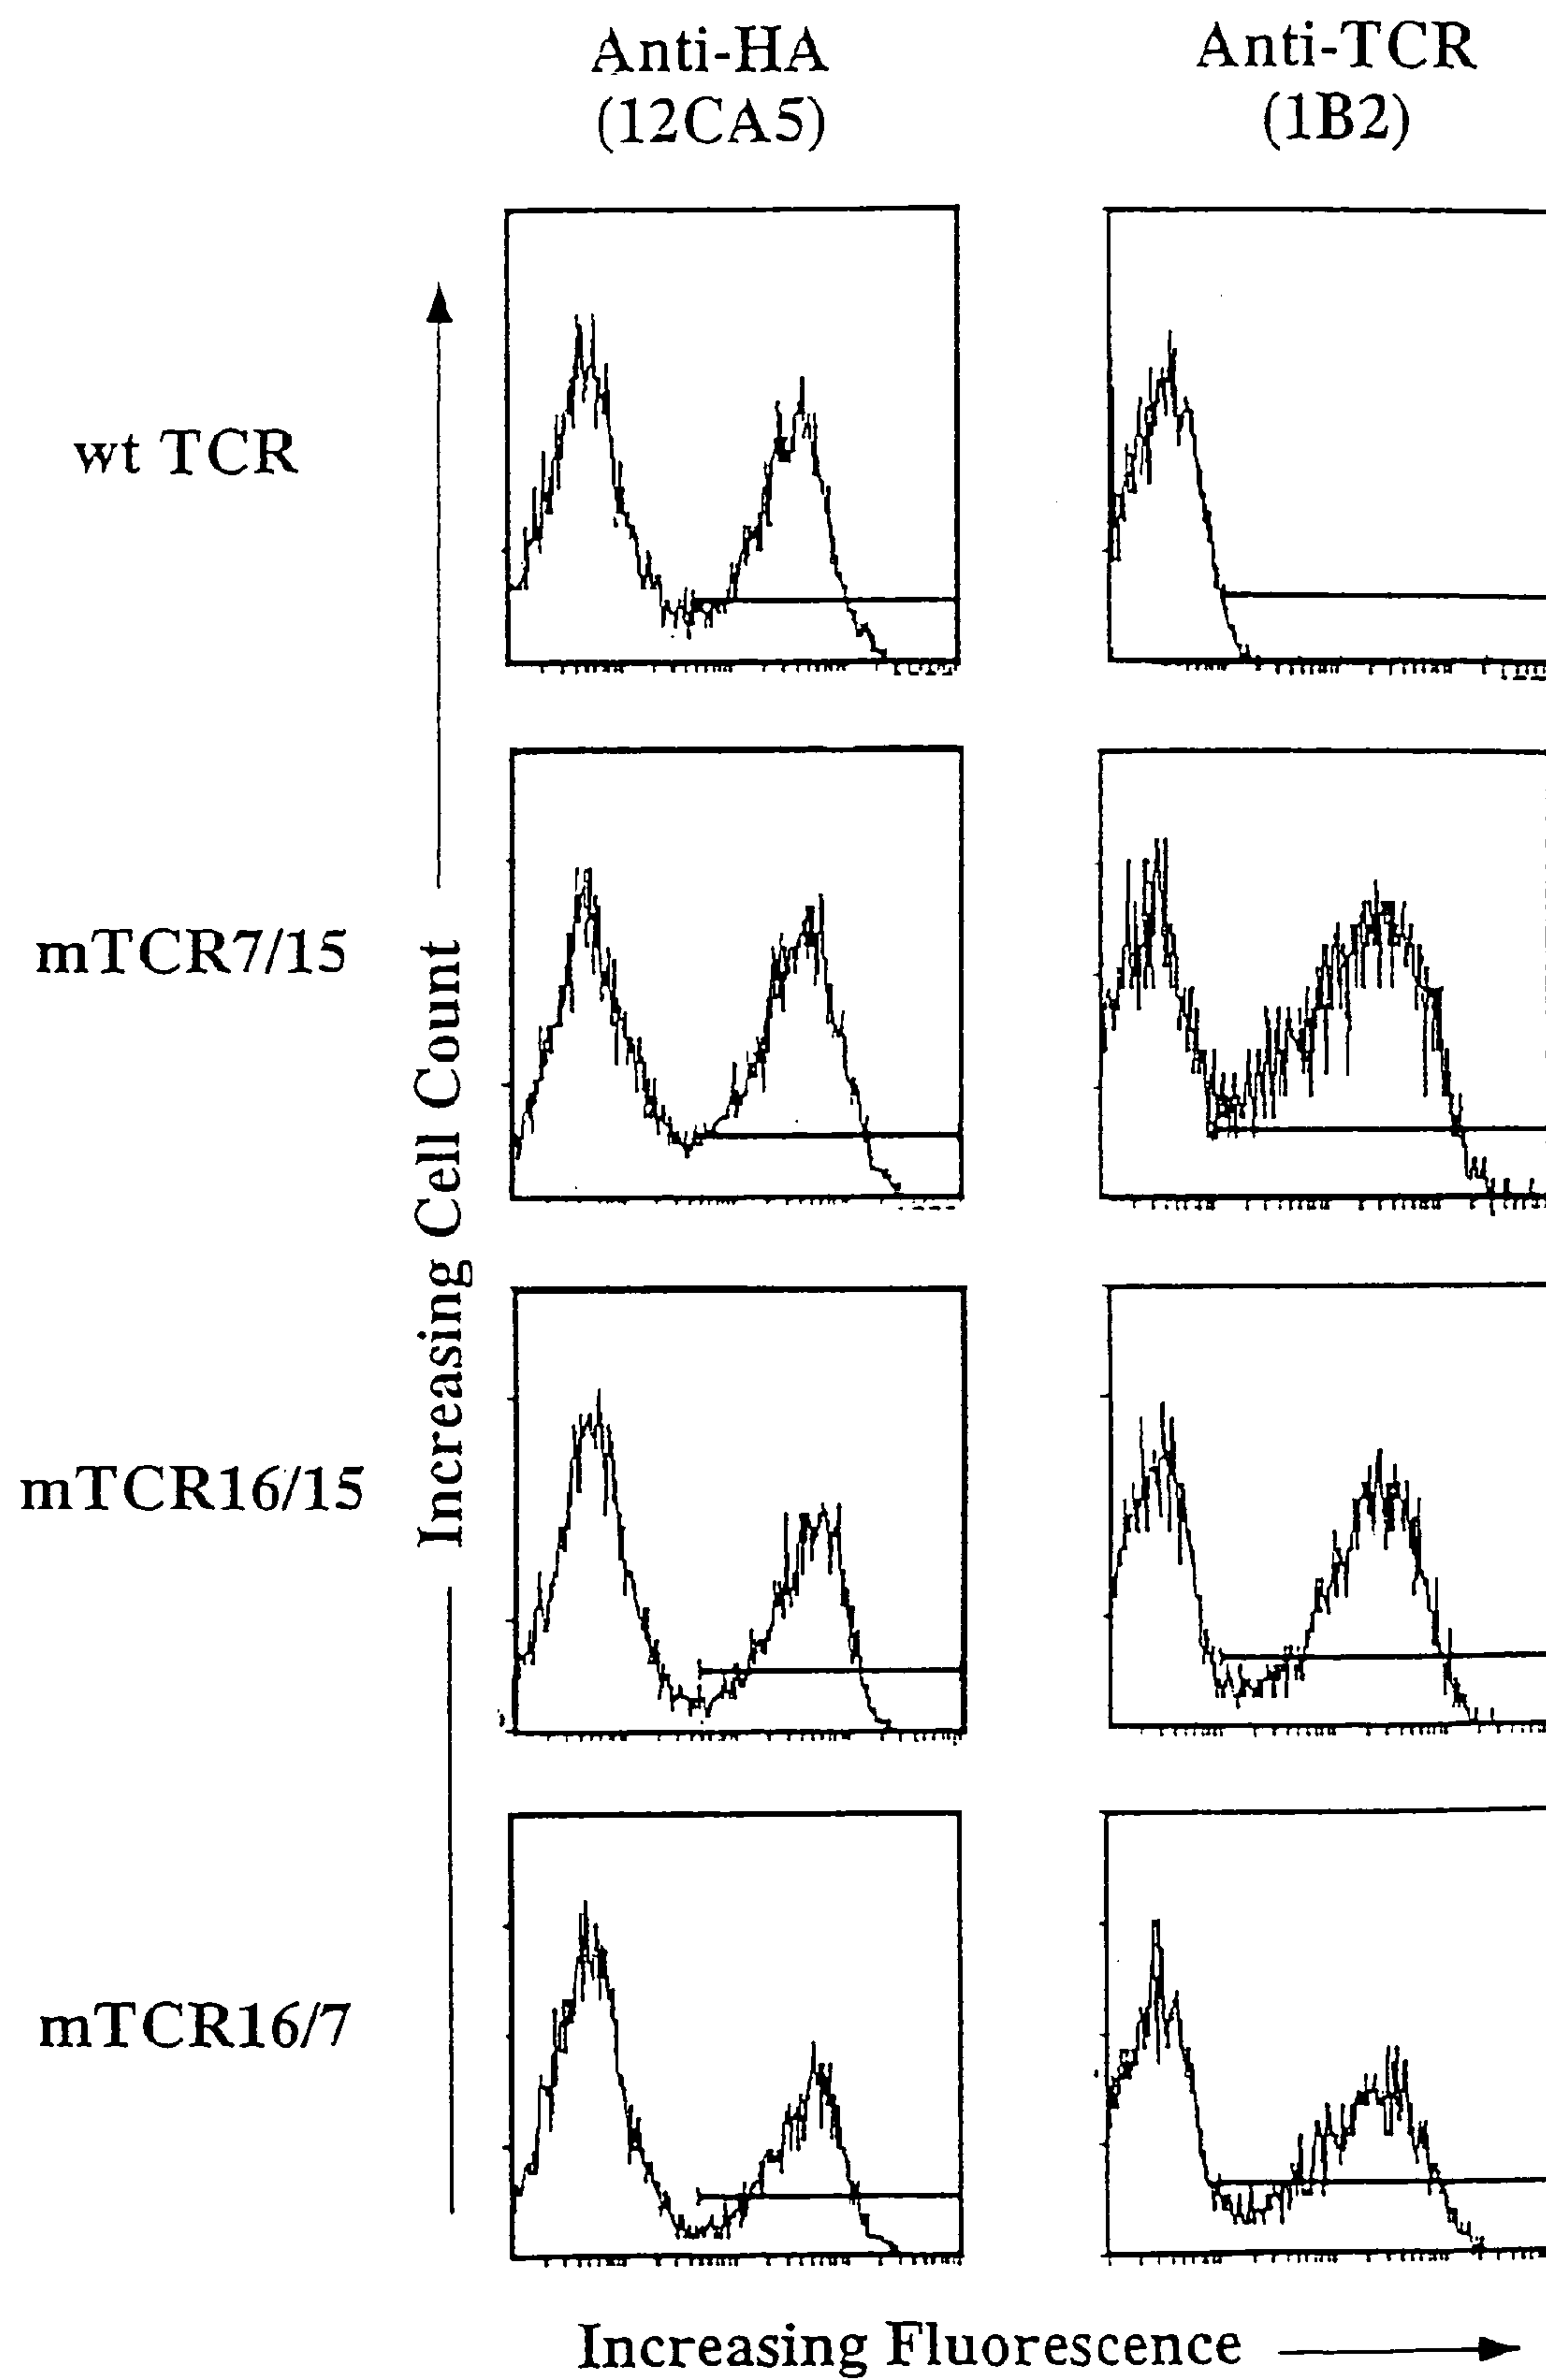 Anti-HA
(12CA5)
Anti-TCR
(1B2)
wt TCR
mTCR7/15
mTCR16/15
mTCR16/7
Increasing Cell Count
Increasing Fluorescence